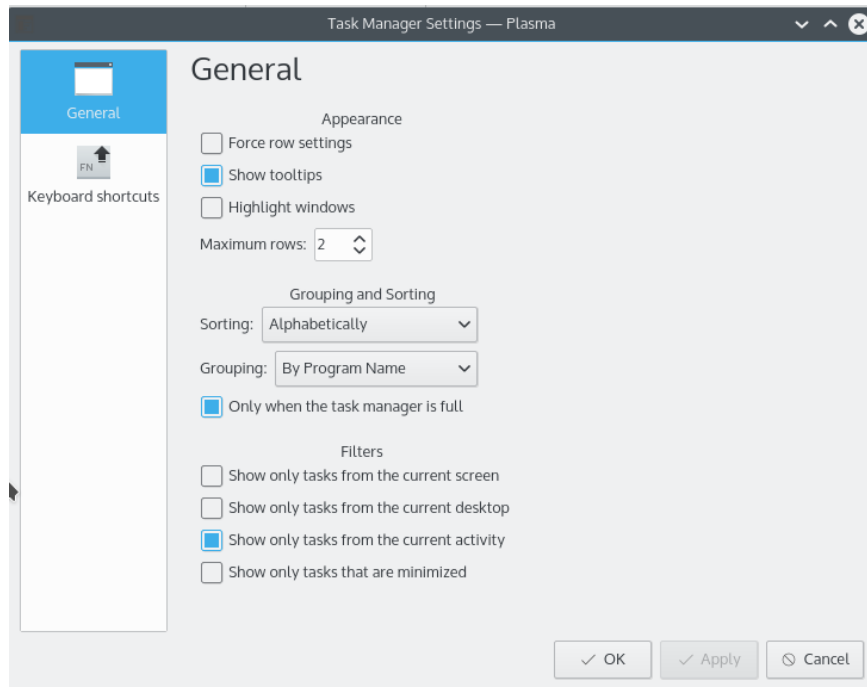 Task Manager Settings — Plasma
General
FN
Keyboard shortcuts
General
Appearance
Force row settings
Show tooltips
Highlight windows
Maximum rows: 2
Grouping and Sorting
Sorting: Alphabetically
Grouping: By Program Name
Only when the task manager is full
Filters
Show only tasks from the current screen
Show only tasks from the current desktop
Show only tasks from the current activity
Show only tasks that are minimized
OK Apply Cancel